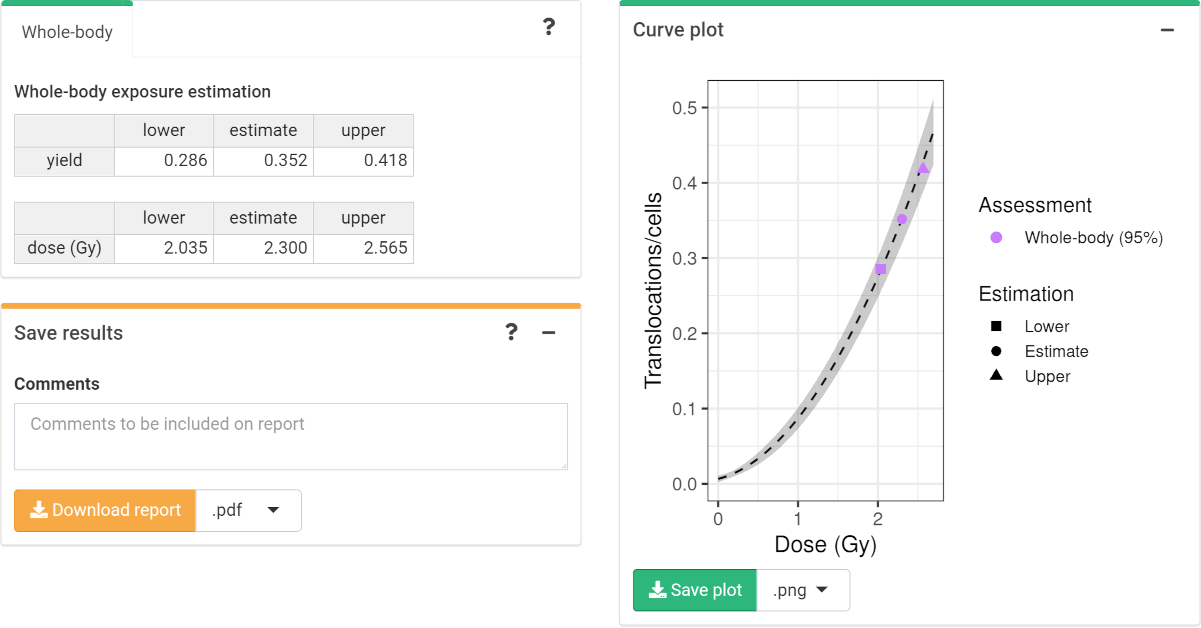 Whole-body
?
Whole-body exposure estimation
lower estimate upper
yield 0.286 0.352 0.418
lower estimate upper
dose (Gy) 2.035 2.300 2.565
Save results
?
Comments
Comments to be included on report
Download report .pdf
Curve plot
0.5
0.4
0.3
0.2
0.1
0.0
Translocations/cells
0 1 2
Dose (Gy)
Assessment
Whole-body (95%)
Estimation
Lower
Estimate
Upper
Save plot .png